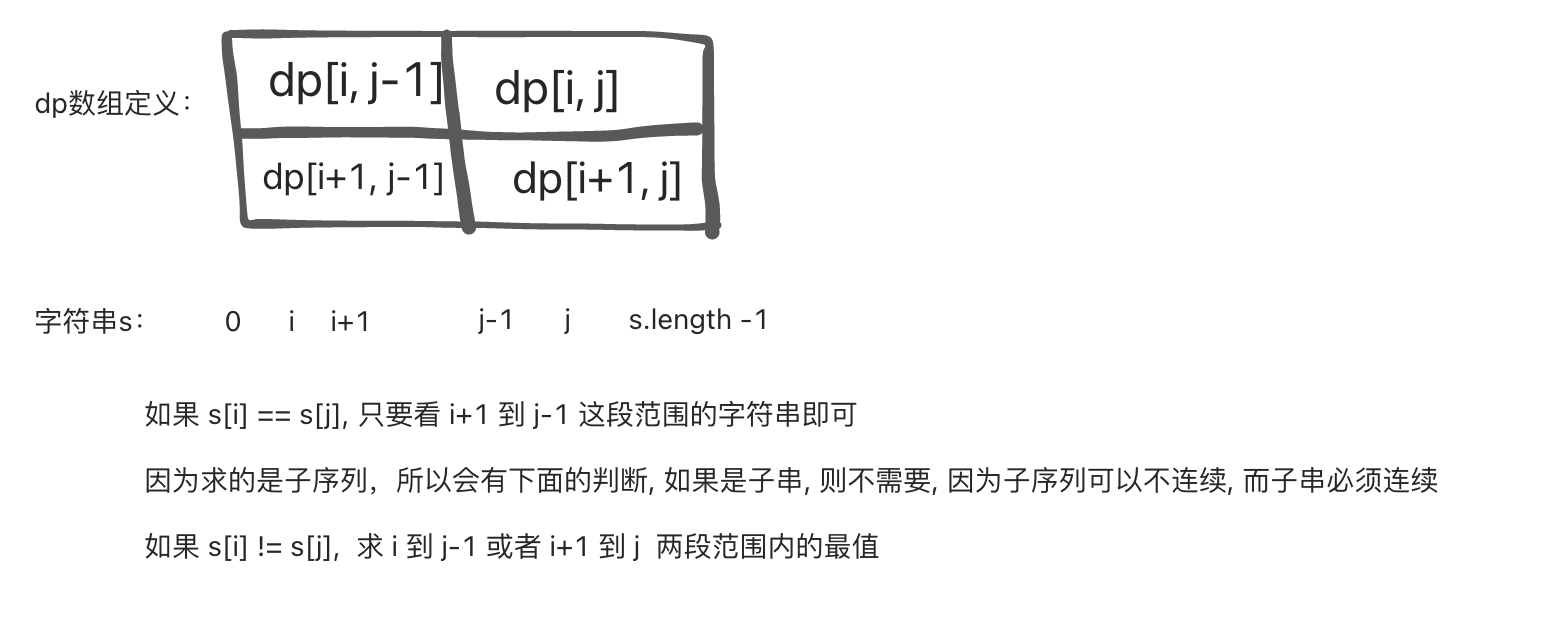 dp[i, j-1] dp[i, j]
dp数组定义：
dp[i+1, j-1] dp[i+1, j]
字符串s： 0 i i+1 j-1 j s.length -1
如果 s[i] == s[j], 只要看 i+1 到 j-1 这段范围的字符串即可
因为求的是子序列，所以会有下面的判断, 如果是子串, 则不需要, 因为子序列可以不连续, 而子串必须连续
如果 s[i] != s[j]，求 i 到 j-1 或者 i+1 到 j 两段范围内的最值